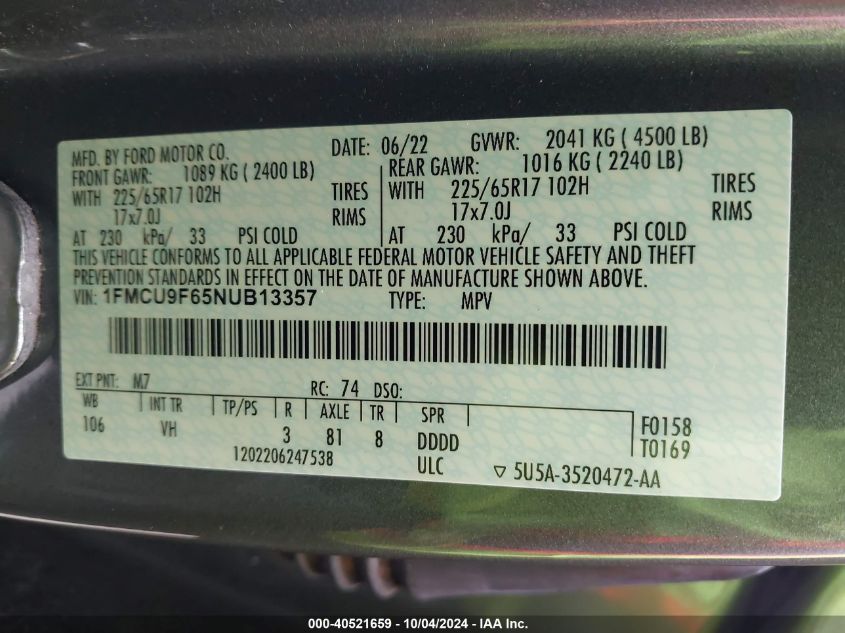 MFD. BY FORD MOTOR CO. DATE: 06/22 GVWR: 2041 KG ( 4500 LB)
FRONT GAWR: 1089 KG ( 2400 LB) REAR GAWR: 1016 KG ( 2240 LB)
WITH 225/65R17 102H TIRES WITH 225/65R17 102H TIRES
17x7.0J RIMS 17x7.0J RIMS
AT 230 kPa/ 33 PSI COLD AT 230 kPa/ 33 PSI COLD
THIS VEHICLE CONFORMS TO ALL APPLICABLE FEDERAL MOTOR VEHICLE SAFETY AND THEFT
PREVENTION STANDARDS IN EFFECT ON THE DATE OF MANUFACTURE SHOWN ABOVE.
VIN: 1FMCU9F65NUB13357 TYPE: MPV
EXT PNT: M7 RC: 74 DSO:
WB INT TR TP/PS R AXLE TR SPR F0158
106 VH 3 81 8 DDDD T0169
1202206247538 ULC 5U5A-3520472-AA
000-40521659 - 10/04/2024 - IAA, Inc.